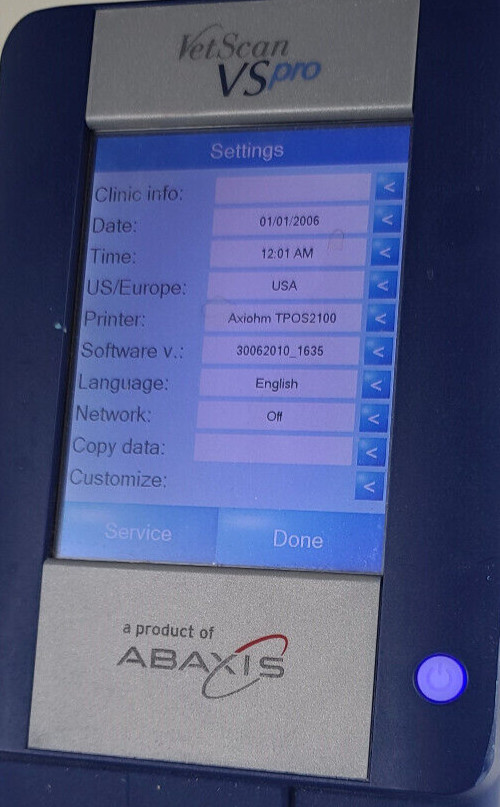 VetScan
VSpro
Settings
Clinic info: <
Date: 01/01/2006 <
Time: 12:01 AM <
US/Europe: USA <
Printer: Axiohm TPOS2100 <
Software v.: 30062010_1635 <
Language: English <
Network: Off <
Copy data: <
Customize: <
Service Done
a product of
ABAXIS